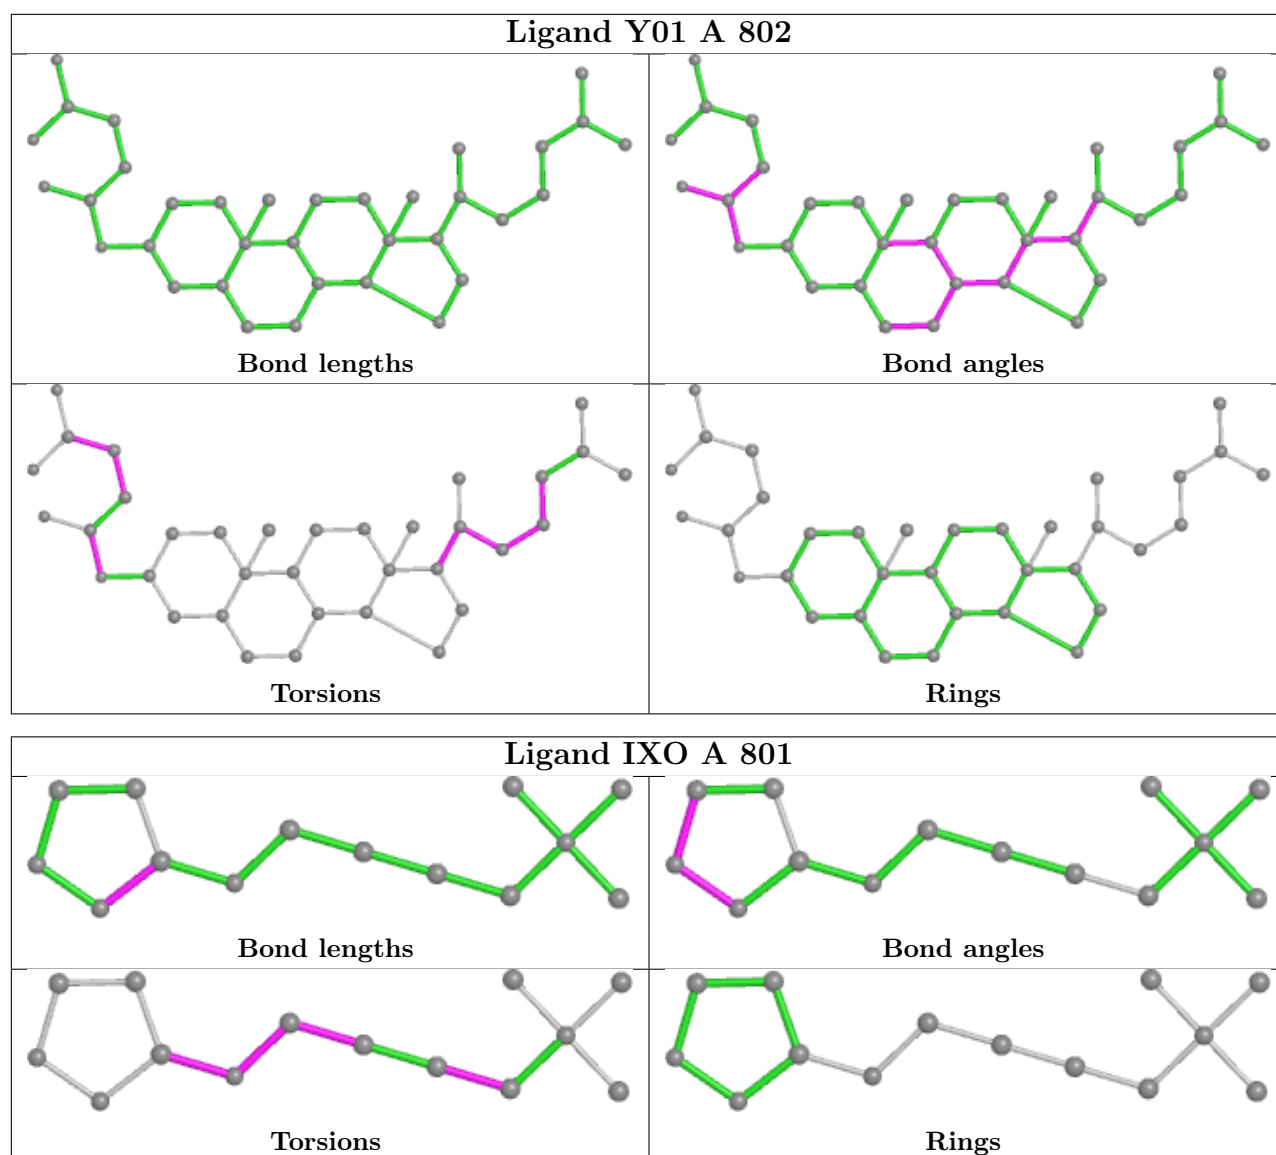 Ligand Y01 A 802
Bond lengths
Bond angles
Torsions
Rings
Ligand IXO A 801
Bond lengths
Bond angles
Torsions
Rings